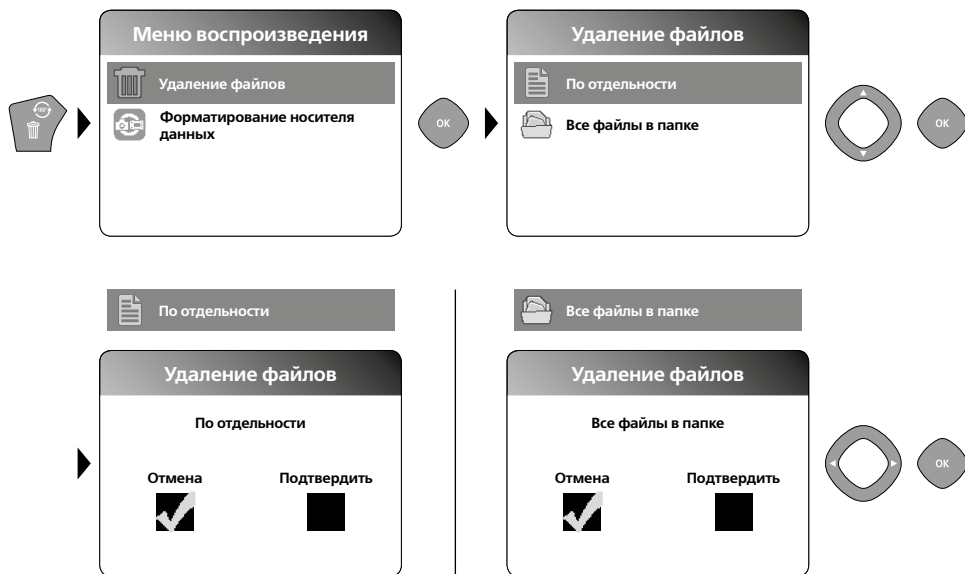 Меню воспроизведения
Удаление файлов
Форматирование носителя
данных
180°
OK
Удаление файлов
По отдельности
Все файлы в папке
OK
По отдельности
Удаление файлов
По отдельности
Отмена Подтвердить
Все файлы в папке
Удаление файлов
Все файлы в папке
Отмена Подтвердить
OK